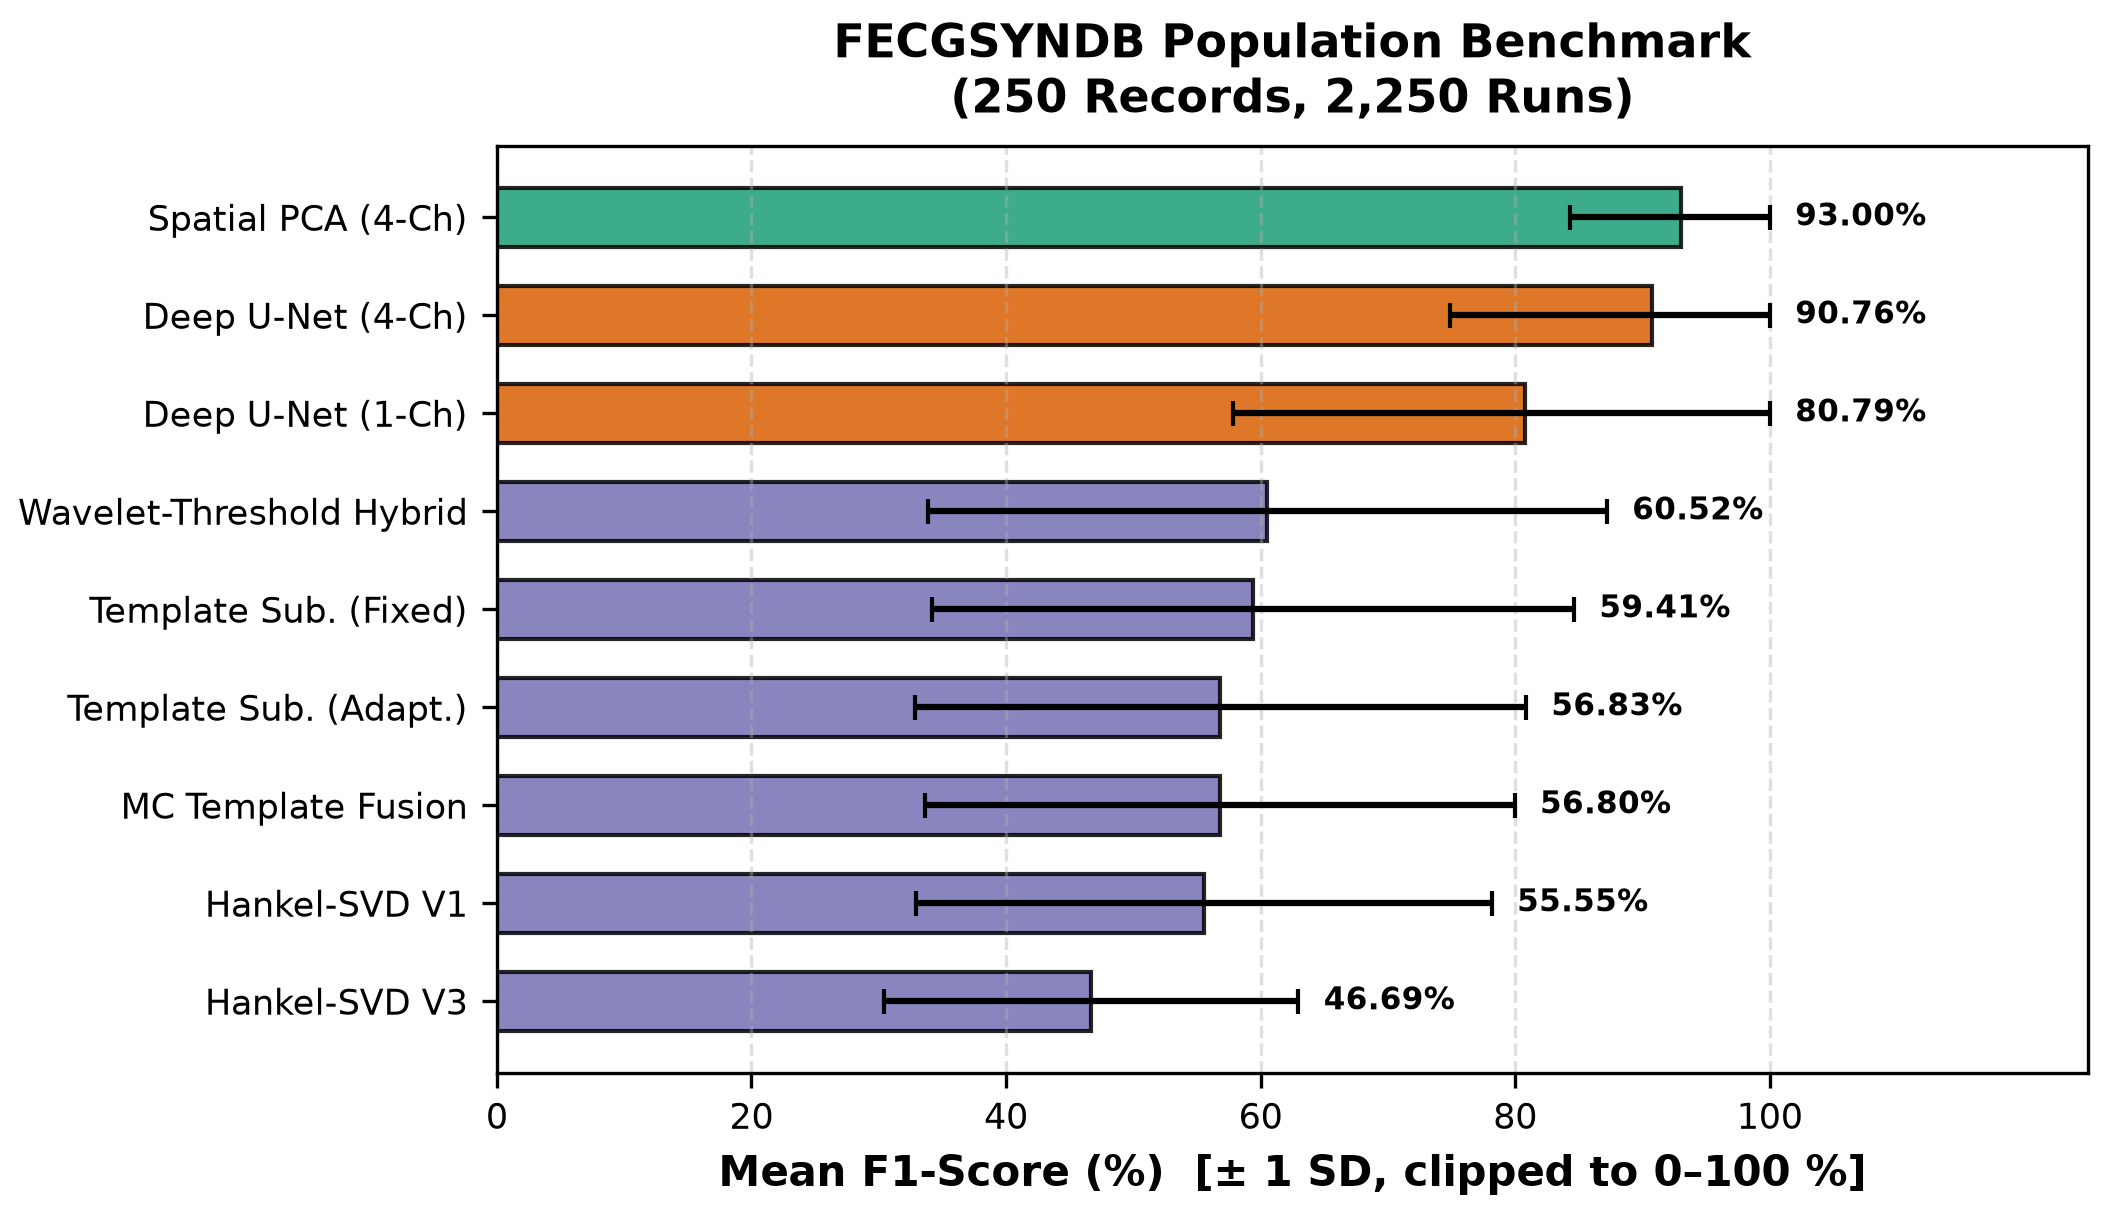 FECGSYNDB Population Benchmark
(250 Records, 2,250 Runs)
Spatial PCA (4-Ch) 93.00%
Deep U-Net (4-Ch) 90.76%
Deep U-Net (1-Ch) 80.79%
Wavelet-Threshold Hybrid 60.52%
Template Sub. (Fixed) 59.41%
Template Sub. (Adapt.) 56.83%
MC Template Fusion 56.80%
Hankel-SVD V1 55.55%
Hankel-SVD V3 46.69%
0 20 40 60 80 100
Mean F1-Score (%) [± 1 SD, clipped to 0–100 %]